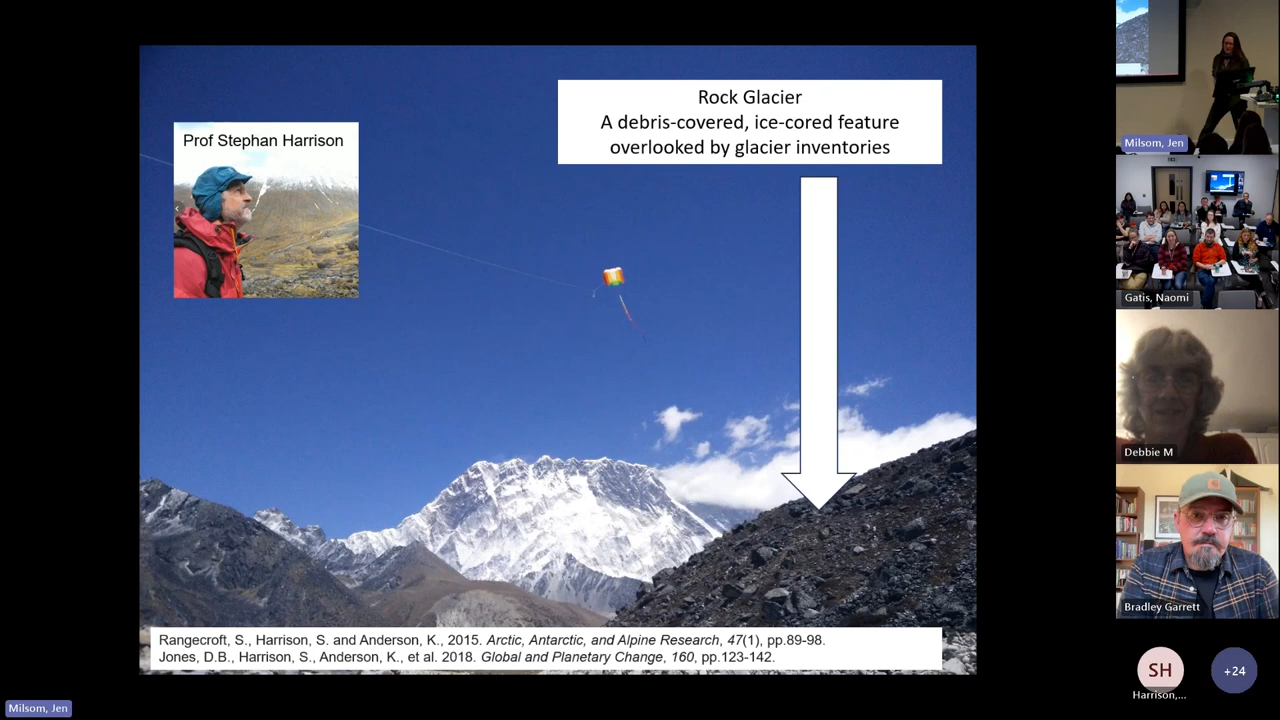 Prof Stephan Harrison
Rock Glacier
A debris-covered, ice-cored feature
overlooked by glacier inventories
Rangecroft, S., Harrison, S. and Anderson, K., 2015. Arctic, Antarctic, and Alpine Research, 47(1), pp.89-98.
Jones, D.B., Harrison, S., Anderson, K., et al. 2018. Global and Planetary Change, 160, pp.123-142.
Milsom, Jen
Milsom, Jen
Gatis, Naomi
Debbie M
Bradley Garrett
SH
Harrison,...
+24